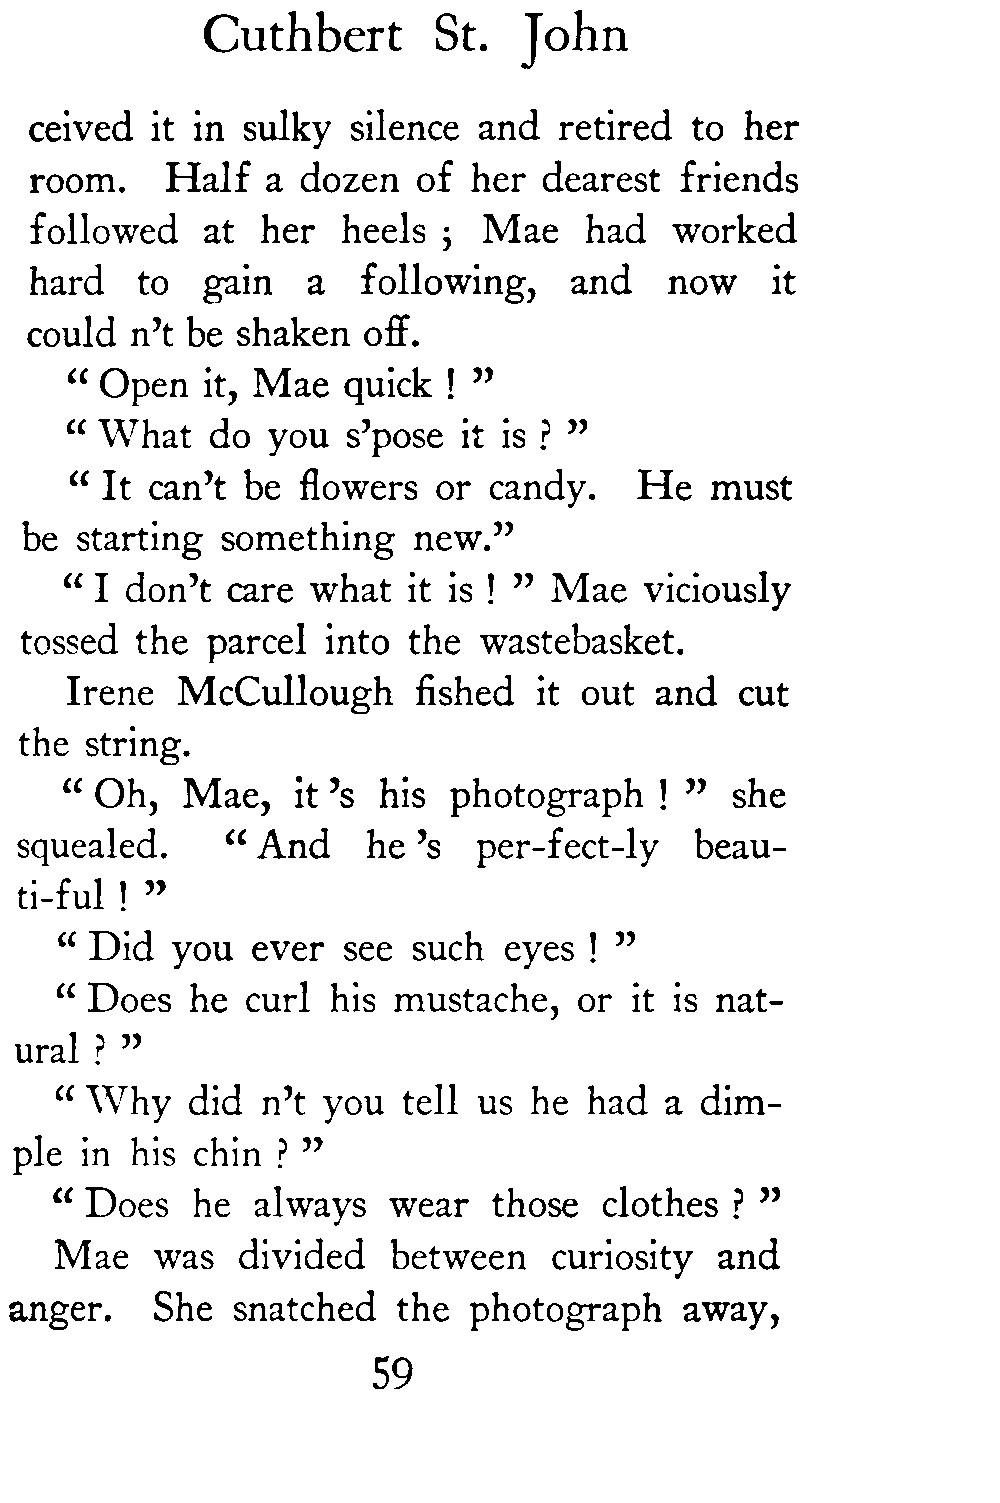 Cuthbert St. John
ceived it in sulky silence and retired to her
room. Half a dozen of her dearest friends
followed at her heels ; Mae had worked
hard to gain a following, and now it
could n't be shaken off.
“ Open it, Mae quick ! ”
“ What do you s'pose it is ? ”
“ It can't be flowers or candy. He must
be starting something new.”
“ I don't care what it is ! ” Mae viciously
tossed the parcel into the wastebasket.
Irene McCullough fished it out and cut
the string.
“ Oh, Mae, it 's his photograph ! ” she
squealed. “ And he 's per-fect-ly beau-
ti-ful ! ”
“ Did you ever see such eyes ! ”
“ Does he curl his mustache, or it is nat-
ural ? ”
“ Why did n't you tell us he had a dim-
ple in his chin ? ”
“ Does he always wear those clothes ? ”
Mae was divided between curiosity and
anger. She snatched the photograph away,
59